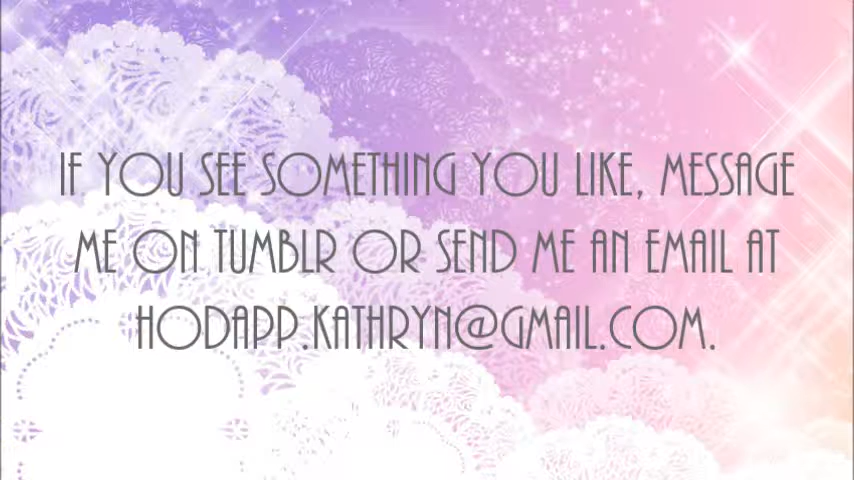 IF YOU SEE SOMETHING YOU LIKE, MESSAGE
ME ON TUMBLR OR SEND ME AN EMAIL AT
HODAPP.KATHRYN@GMAIL.COM.